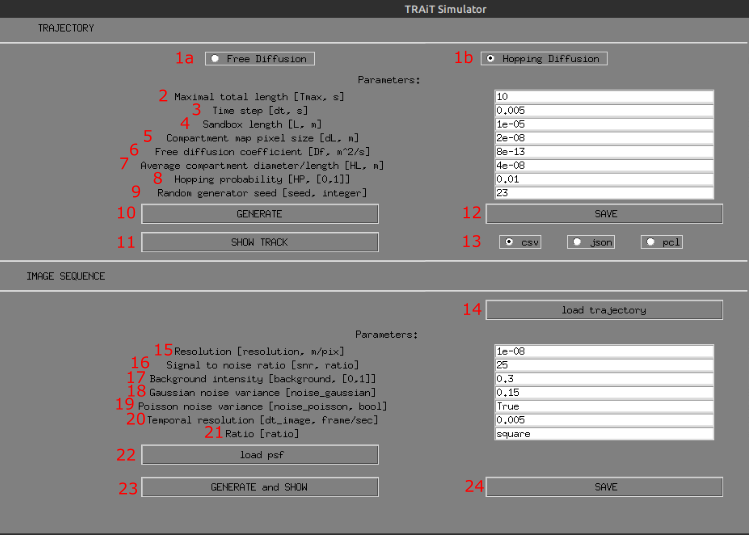 TRAiT Simulator
TRAJECTORY
1a Free Diffusion 1b Hopping Diffusion
Parameters:
2 Maximal total length [Tmax, s] 10
3 Time step [dt, s] 0.005
4 Sandbox length [L, m] 1e-05
5 Compartment map pixel size [dL, m] 2e-08
6 Free diffusion coefficient [DF, m^2/s] 8e-13
7 Average compartment diameter/length [HL, m] 4e-08
8 Hopping probability [HP, [0,1]] 0.01
9 Random generator seed [seed, integer] 23
10 GENERATE 12 SAVE
11 SHOW TRACK 13 csv json pcl
IMAGE SEQUENCE
14 load trajectory
Parameters:
15 Resolution [resolution, m/pix] 1e-08
16 Signal to noise ratio [snr, ratio] 25
17 Background intensity [background, [0,1]] 0.3
18 Gaussian noise variance [noise_gaussian] 0.15
19 Poisson noise variance [noise_poisson, bool] True
20 Temporal resolution [dt_image, frame/sec] 0.005
21 Ratio [ratio] square
22 load psf
23 GENERATE and SHOW 24 SAVE